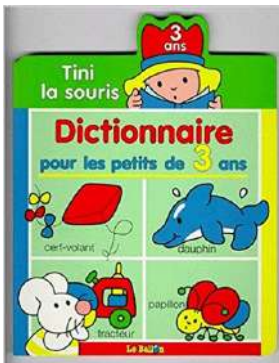 3
ans
Tini
la souris
Dictionnaire
pour les petits de 3 ans
cerf-volant
dauphin
tracteur
papillon
Le Ballon